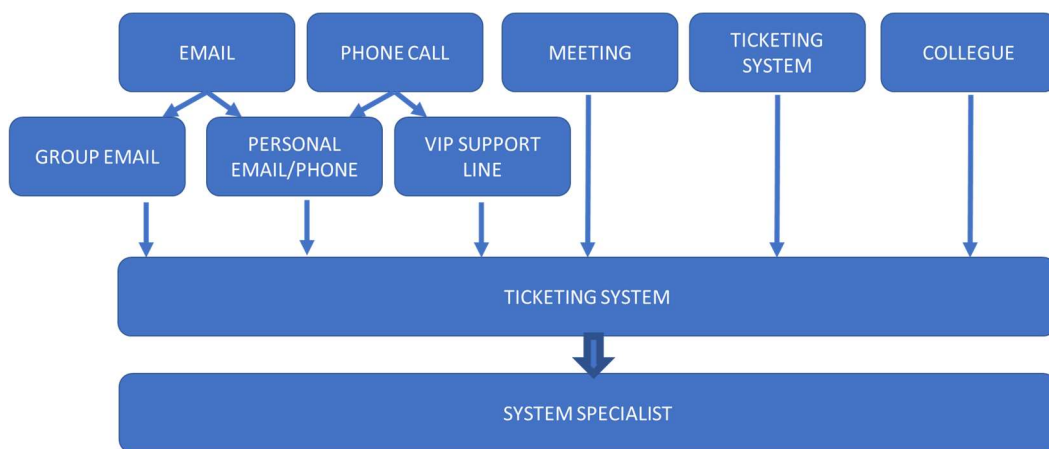 EMAIL
PHONE CALL
MEETING
TICKETING
SYSTEM
COLLEGUE
GROUP EMAIL
PERSONAL
EMAIL/PHONE
VIP SUPPORT
LINE
TICKETING SYSTEM
SYSTEM SPECIALIST